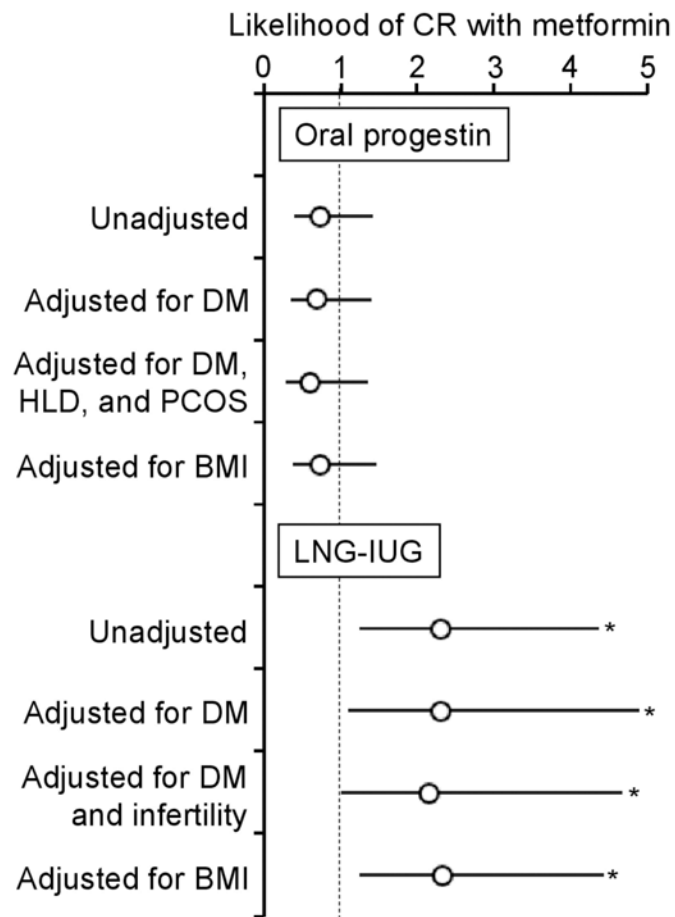 Likelihood of CR with metformin
0 1 2 3 4 5
Oral progestin
Unadjusted
Adjusted for DM
Adjusted for DM,
HLD, and PCOS
Adjusted for BMI
LNG-IUG
Unadjusted *
Adjusted for DM *
Adjusted for DM
and infertility *
Adjusted for BMI *